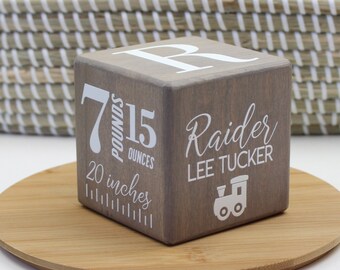 R
7 POUNDS
15 OUNCES
20 inches
Raider
LEE TUCKER